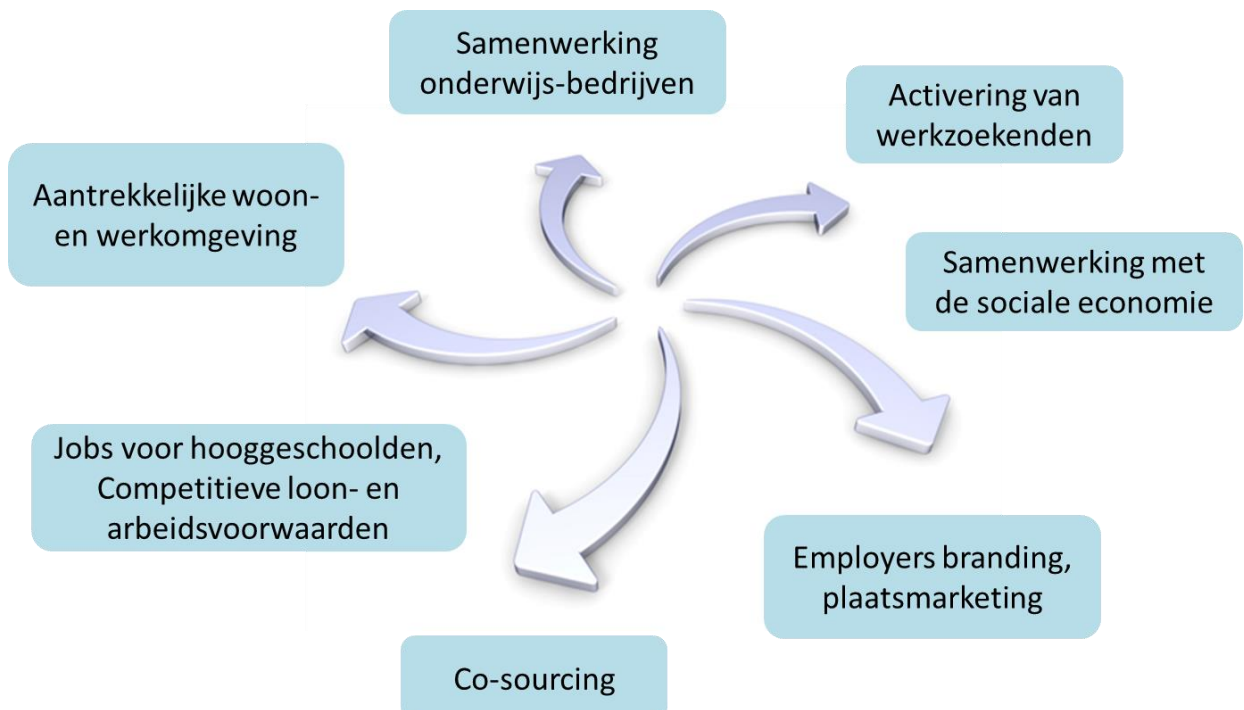 Samenwerking
onderwijs-bedrijven
Activering van
werkzoekenden
Aantrekkelijke woon-
en werkomgeving
Samenwerking met
de sociale economie
Jobs voor hooggeschoolden,
Competitieve loon- en
arbeidsvoorwaarden
Employers branding,
plaatsmarketing
Co-sourcing